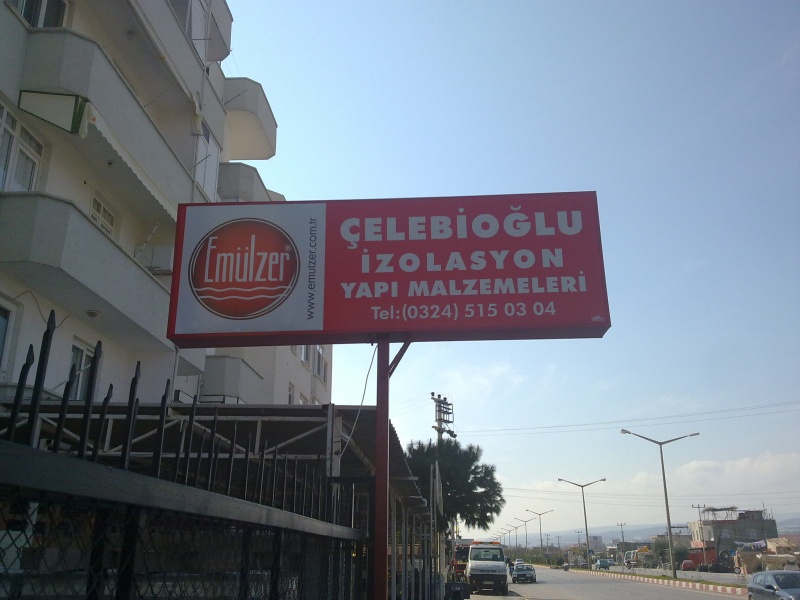 Emülzer®
www.emulzer.com.tr
ÇELEBİOĞLU
İZOLASYON
YAPI MALZEMELERİ
Tel:(0324) 515 03 04